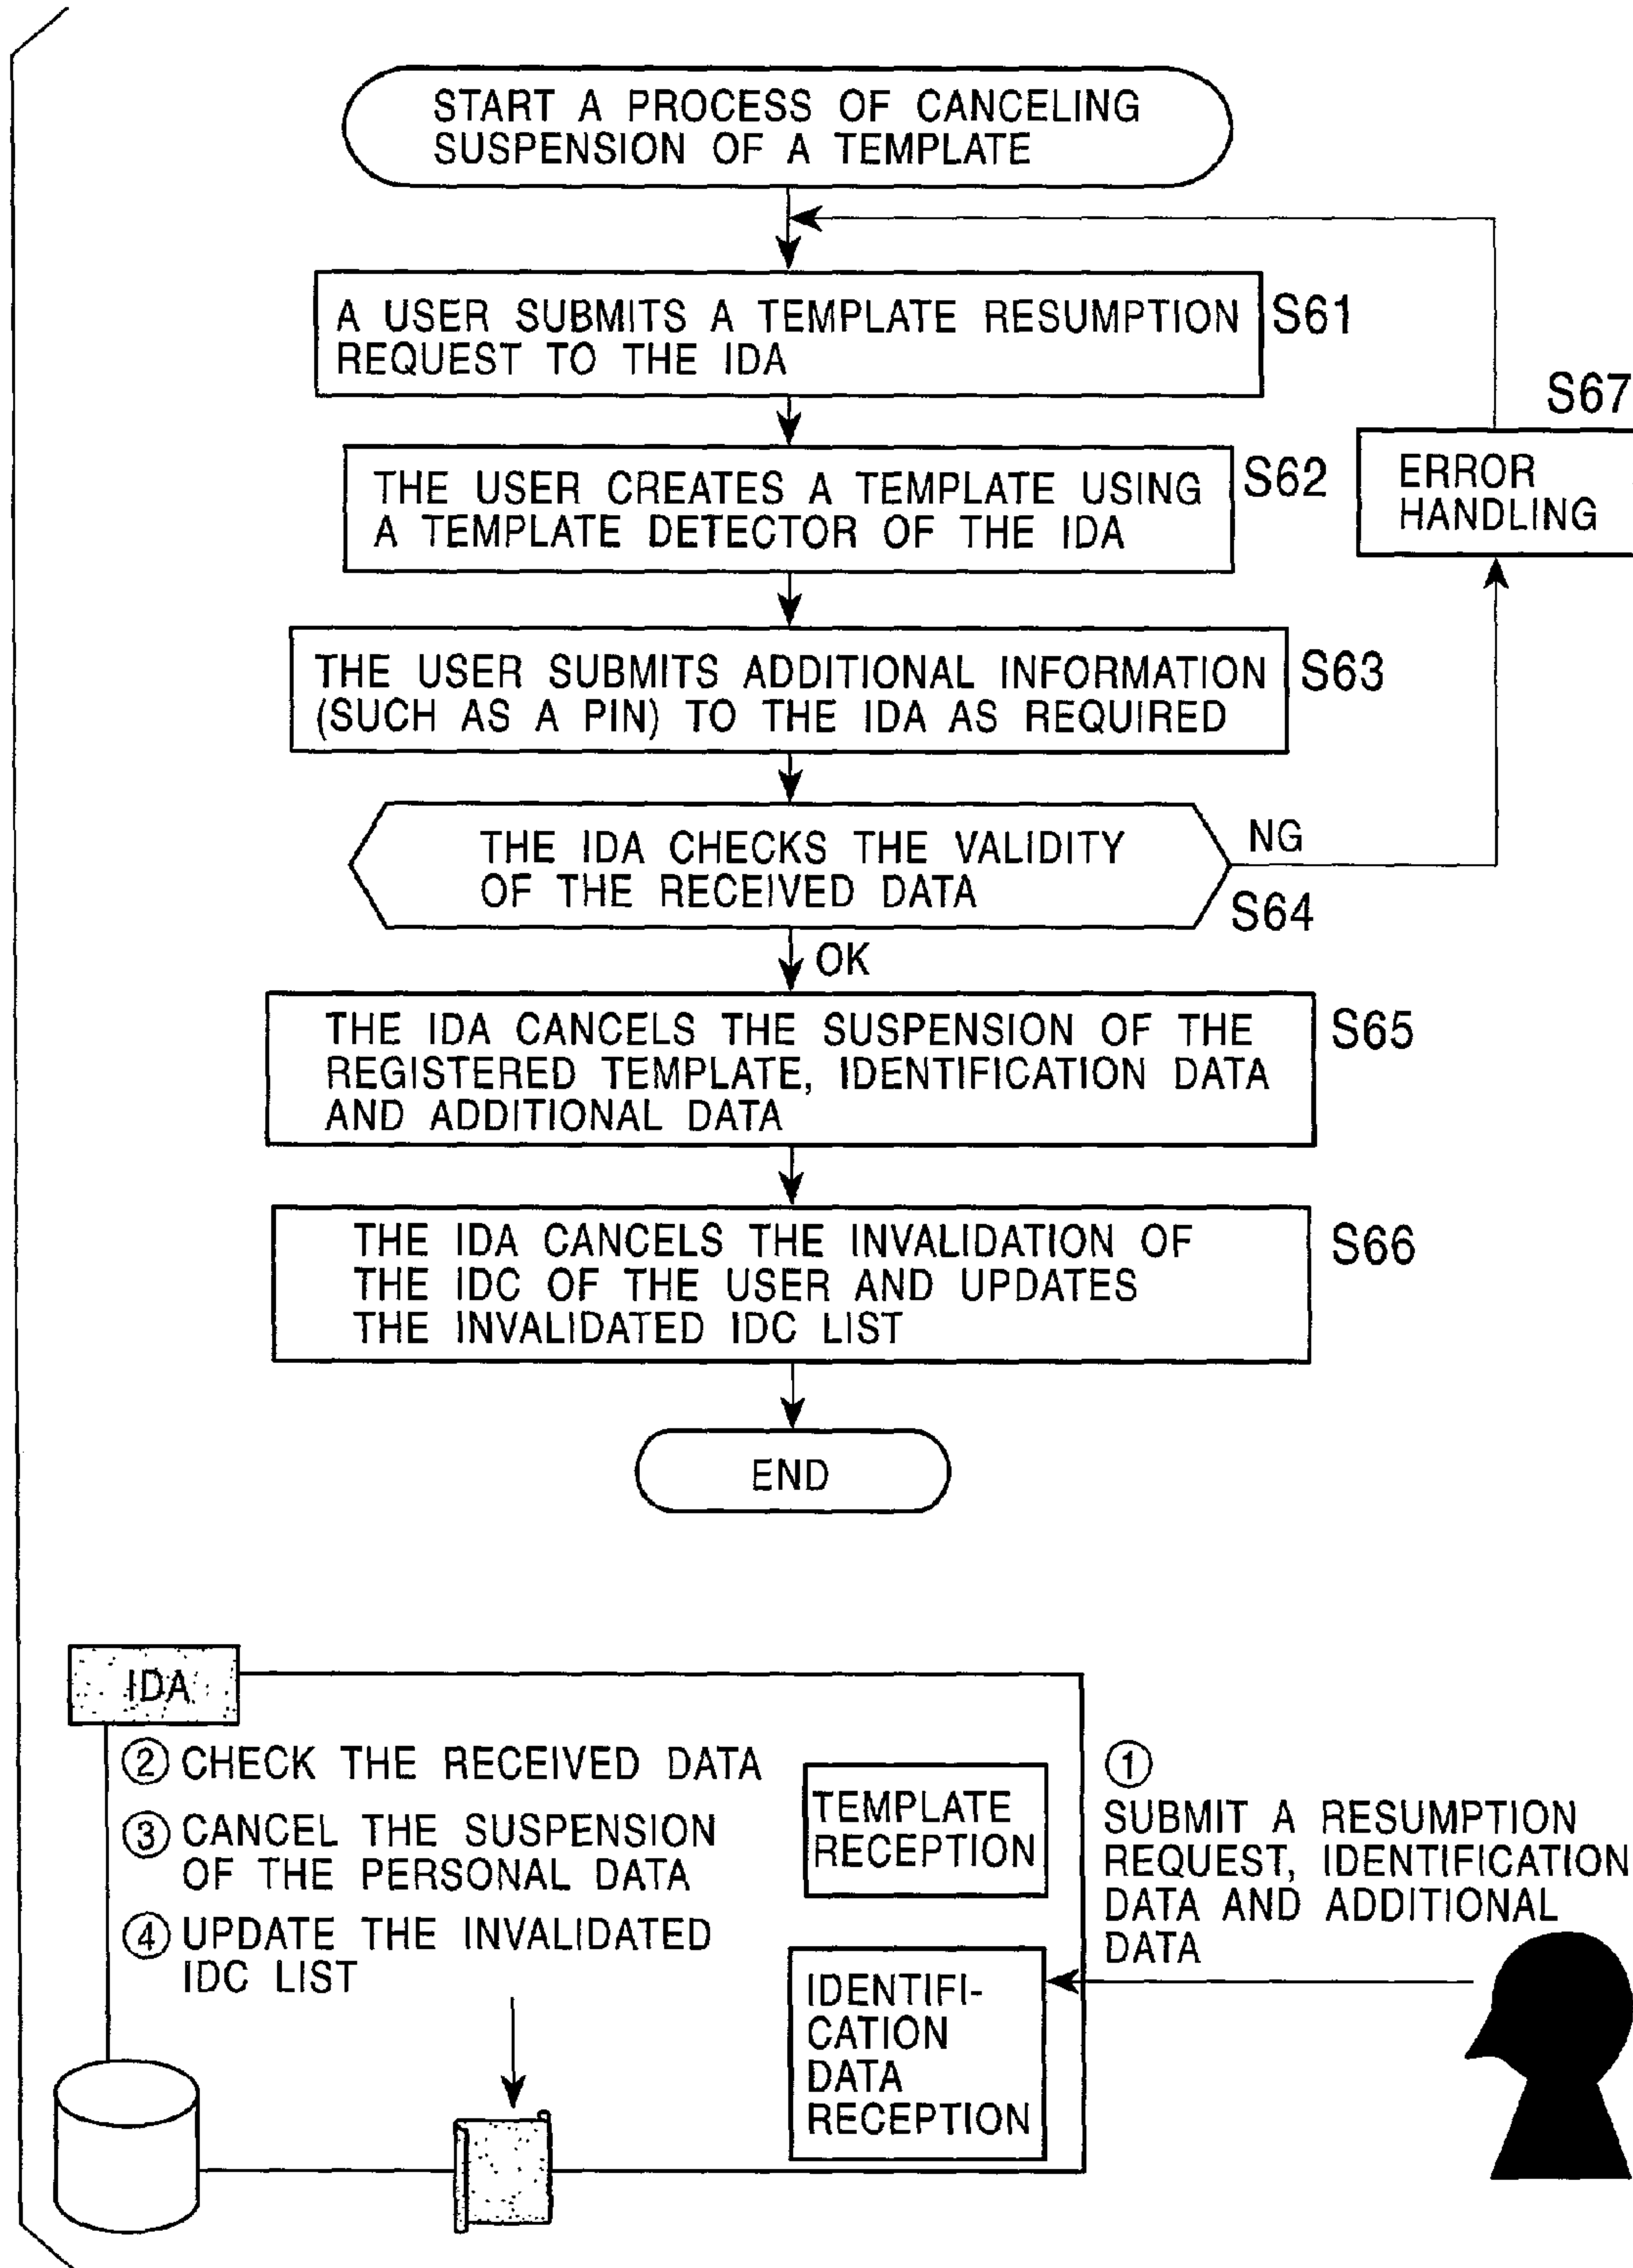 START A PROCESS OF CANCELING
SUSPENSION OF A TEMPLATE
A USER SUBMITS A TEMPLATE RESUMPTION
REQUEST TO THE IDA
S61
THE USER CREATES A TEMPLATE USING
A TEMPLATE DETECTOR OF THE IDA
S62
S67
ERROR
HANDLING
THE USER SUBMITS ADDITIONAL INFORMATION
(SUCH AS A PIN) TO THE IDA AS REQUIRED
S63
THE IDA CHECKS THE VALIDITY
OF THE RECEIVED DATA
NG
S64
OK
THE IDA CANCELS THE SUSPENSION OF THE
REGISTERED TEMPLATE, IDENTIFICATION DATA
AND ADDITIONAL DATA
S65
THE IDA CANCELS THE INVALIDATION OF
THE IDC OF THE USER AND UPDATES
THE INVALIDATED IDC LIST
S66
END
IDA
② CHECK THE RECEIVED DATA
③ CANCEL THE SUSPENSION
OF THE PERSONAL DATA
④ UPDATE THE INVALIDATED
IDC LIST
TEMPLATE
RECEPTION
IDENTIFI-
CATION
DATA
RECEPTION
①
SUBMIT A RESUMPTION
REQUEST, IDENTIFICATION
DATA AND ADDITIONAL
DATA